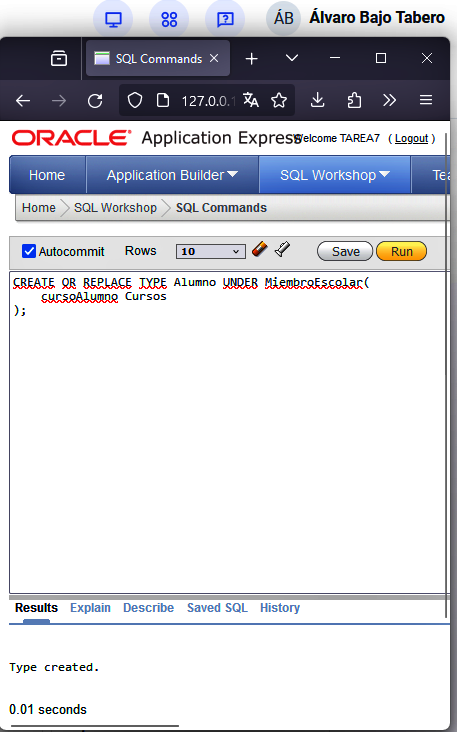 ÁB Álvaro Bajo Tabero
SQL Commands
127.0.0.1
ORACLE Application Express Welcome TAREA7 ( Logout )
Home Application Builder SQL Workshop
Home SQL Workshop SQL Commands
Autocommit Rows 10 Save Run
CREATE OR REPLACE TYPE Alumno UNDER MiembroEscolar(
cursoAlumno Cursos
);
Results Explain Describe Saved SQL History
Type created.
0.01 seconds